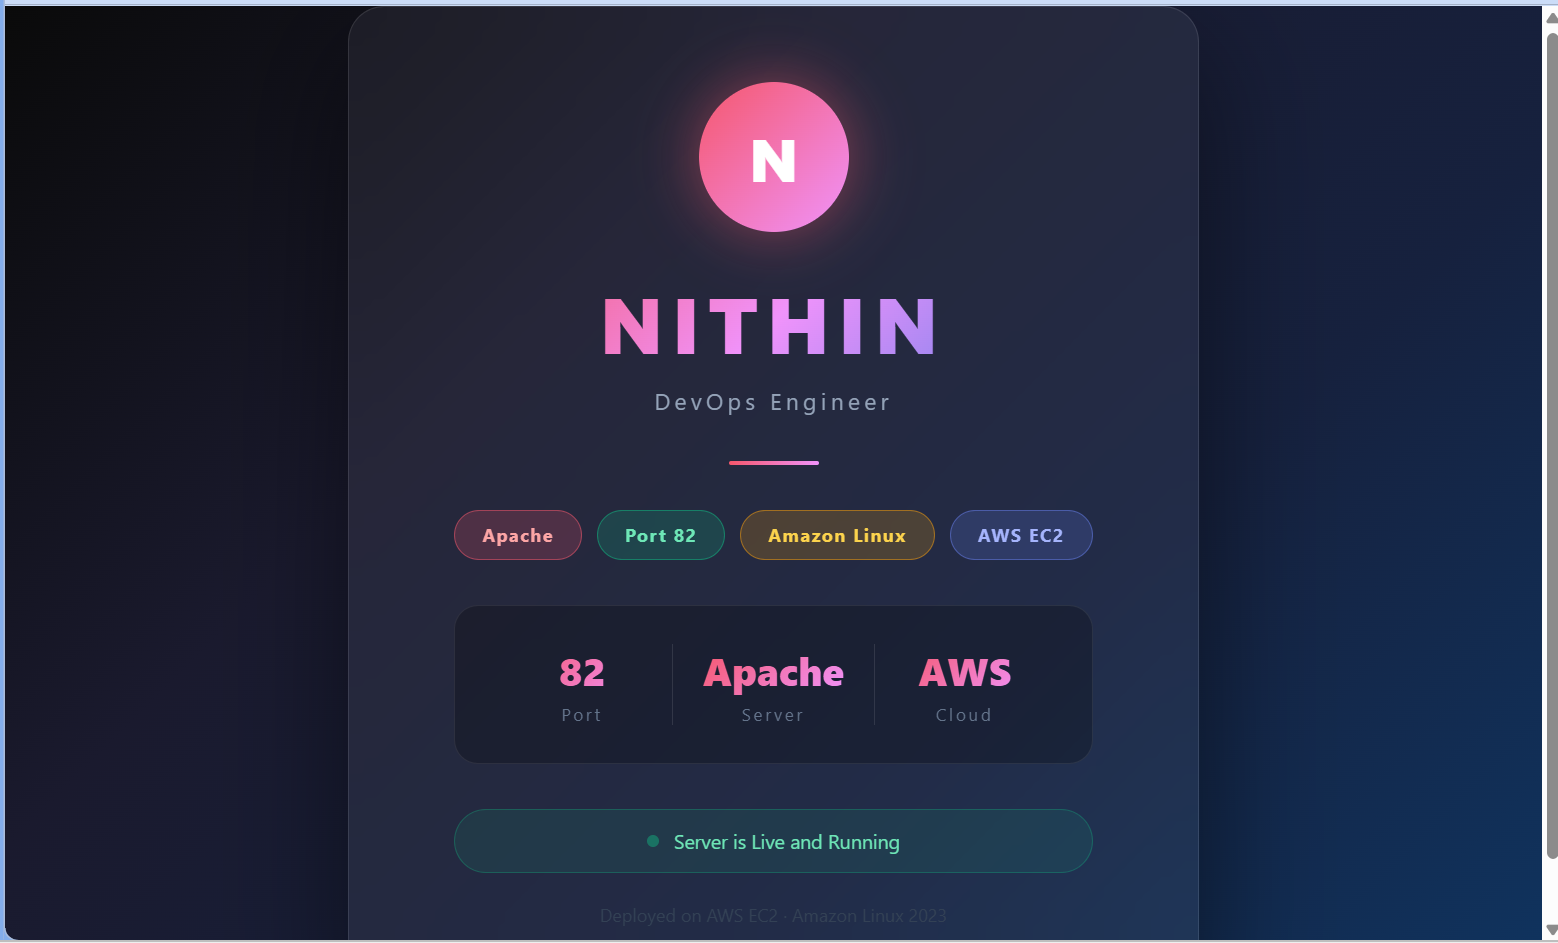 N
NITHIN
DevOps Engineer
Apache Port 82 Amazon Linux AWS EC2
82 Apache AWS
Port Server Cloud
Server is Live and Running
Deployed on AWS EC2 · Amazon Linux 2023